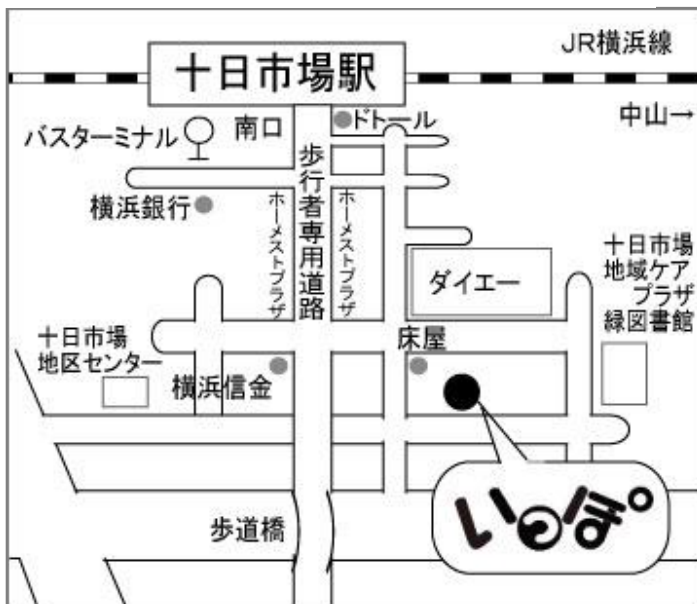 JR横浜線
十日市場駅
中山→
バスターミナル
南口
ドトール
横浜銀行
歩行者専用道路
ホーメストプラザ
ホーメストプラザ
ダイエー
十日市場
地域ケア
プラザ
緑図書館
十日市場
地区センター
横浜信金
床屋
歩道橋
いっぽ。